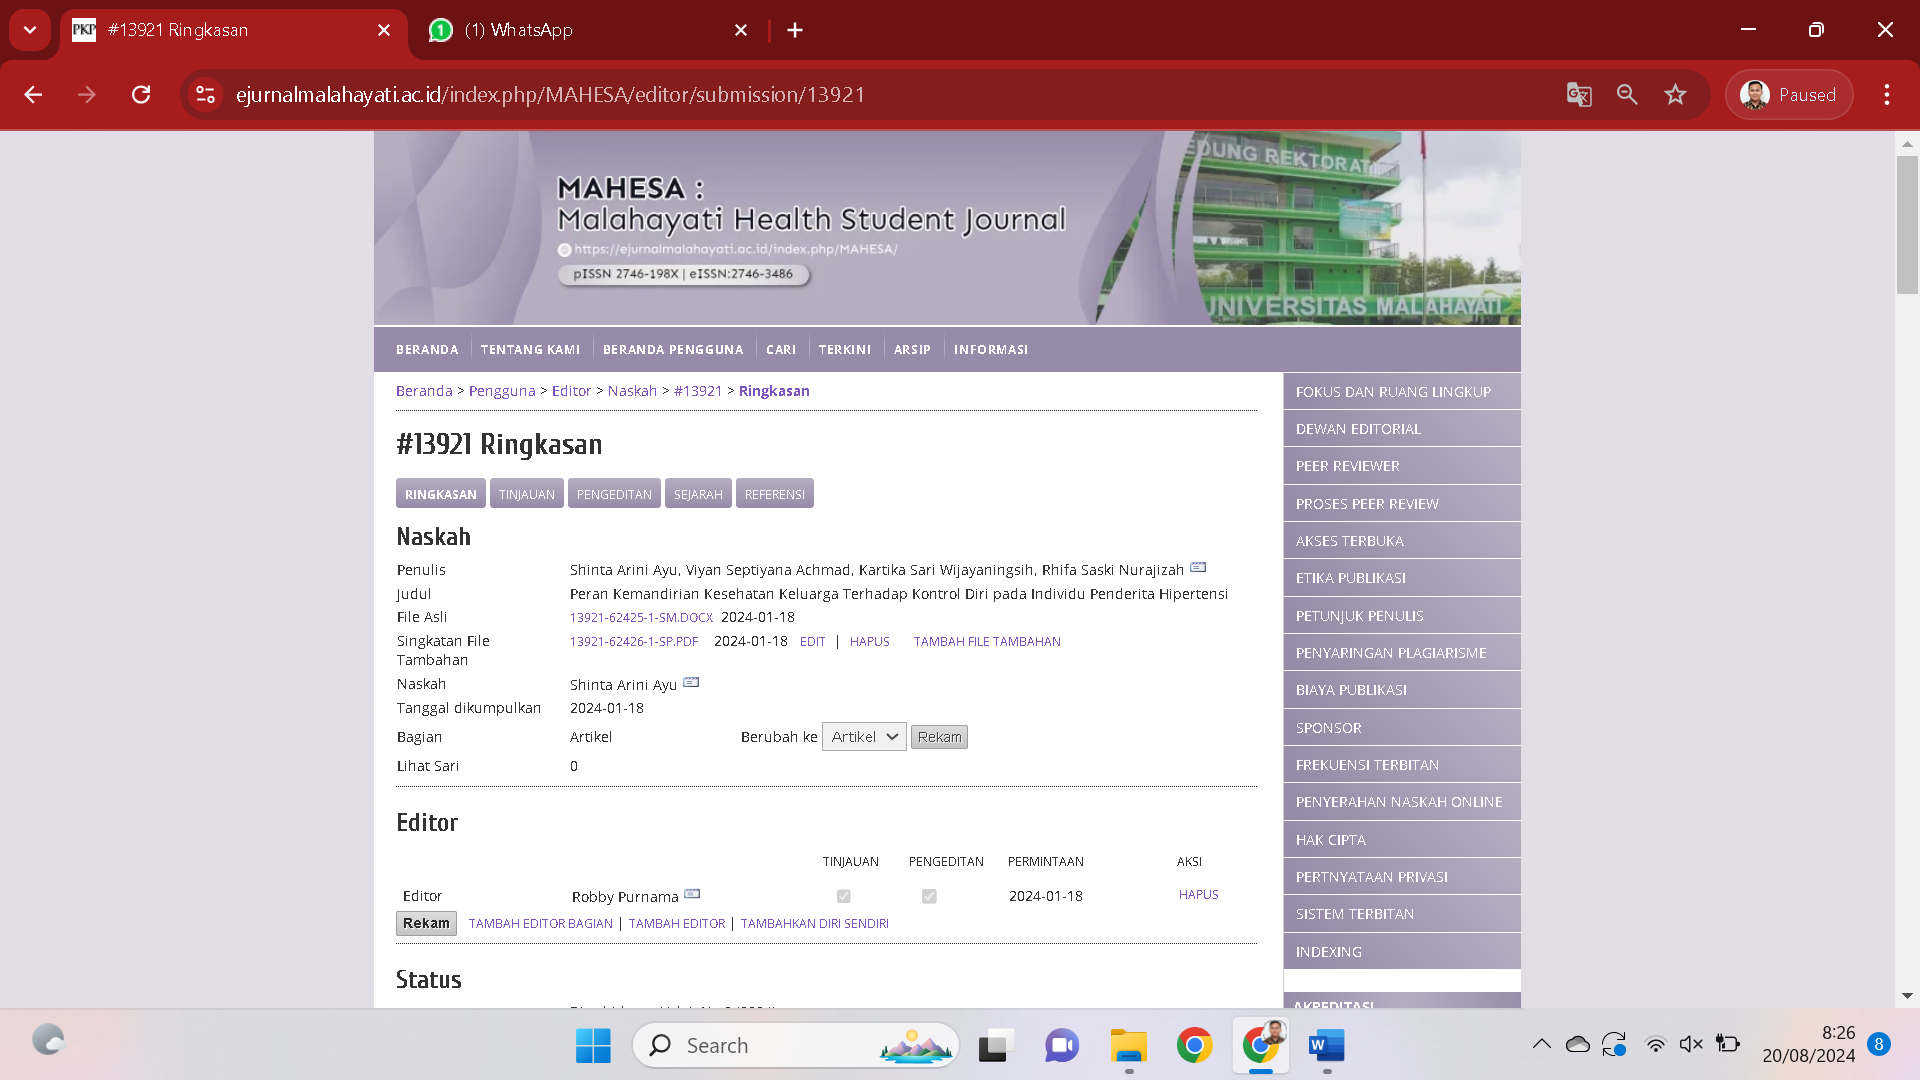 #13921 Ringkasan
(1) WhatsApp
ejurnalmalahayati.ac.id/index.php/MAHESA/editor/submission/13921
Paused
MAHESA :
Malahayati Health Student Journal
https://ejurnalmalahayati.ac.id/index.php/MAHESA/
pISSN 2746-198X | eISSN:2746-3486
EDUNG REKTORAT
UNIVERSITAS MALAHAYATI
BERANDA TENTANG KAMI BERANDA PENGGUNA CARI TERKINI ARSIP INFORMASI
Beranda > Pengguna > Editor > Naskah > #13921 > Ringkasan
#13921 Ringkasan
RINGKASAN TINJAUAN PENGEDITAN SEJARAH REFERENSI
Naskah
Penulis Shinta Arini Ayu, Viyan Septiyana Achmad, Kartika Sari Wijayaningsih, Rhifa Saski Nurajizah
Judul Peran Kemandirian Kesehatan Keluarga Terhadap Kontrol Diri pada Individu Penderita Hipertensi
File Asli 13921-62425-1-SM.DOCX 2024-01-18
Singkatan File Tambahan 13921-62426-1-SP.PDF 2024-01-18 EDIT | HAPUS TAMBAH FILE TAMBAHAN
Naskah Shinta Arini Ayu
Tanggal dikumpulkan 2024-01-18
Bagian Artikel Berubah ke Artikel Rekam
Lihat Sari 0
Editor
TINJAUAN PENGEDITAN PERMINTAAN AKSI
Editor Robby Purnama 2024-01-18 HAPUS
Rekam TAMBAH EDITOR BAGIAN | TAMBAH EDITOR | TAMBAHKAN DIRI SENDIRI
Status
FOKUS DAN RUANG LINGKUP
DEWAN EDITORIAL
PEER REVIEWER
PROSES PEER REVIEW
AKSES TERBUKA
ETIKA PUBLIKASI
PETUNJUK PENULIS
PENYARINGAN PLAGIARISME
BIAYA PUBLIKASI
SPONSOR
FREKUENSI TERBITAN
PENYERAHAN NASKAH ONLINE
HAK CIPTA
PERTNYATAAN PRIVASI
SISTEM TERBITAN
INDEXING
AKREDITASI
Search
8:26
20/08/2024
8